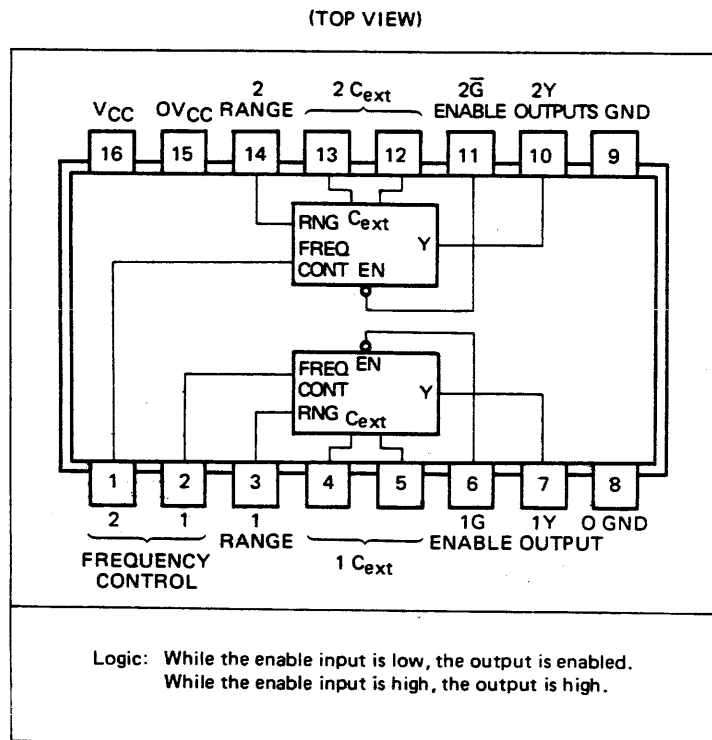 (TOP VIEW)
2 2 Cext 2G̅ 2Y
VCC OVCC RANGE ENABLE OUTPUTS GND
16 15 14 13 12 11 10 9
RNG Cext
FREQ Y
CONT EN
FREQ EN
CONT Y
RNG Cext
1 2 3 4 5 6 7 8
2 1 1 1G 1Y O GND
FREQUENCY RANGE 1 Cext ENABLE OUTPUT
CONTROL
Logic: While the enable input is low, the output is enabled.
While the enable input is high, the output is high.